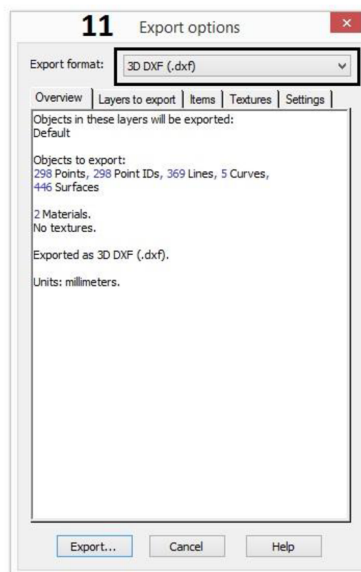 11 Export options
Export format: 3D DXF (.dxf)
Overview Layers to export Items Textures Settings
Objects in these layers will be exported:
Default
Objects to export:
298 Points, 298 Point IDs, 369 Lines, 5 Curves,
446 Surfaces
2 Materials.
No textures.
Exported as 3D DXF (.dxf).
Units: millimeters.
Export... Cancel Help